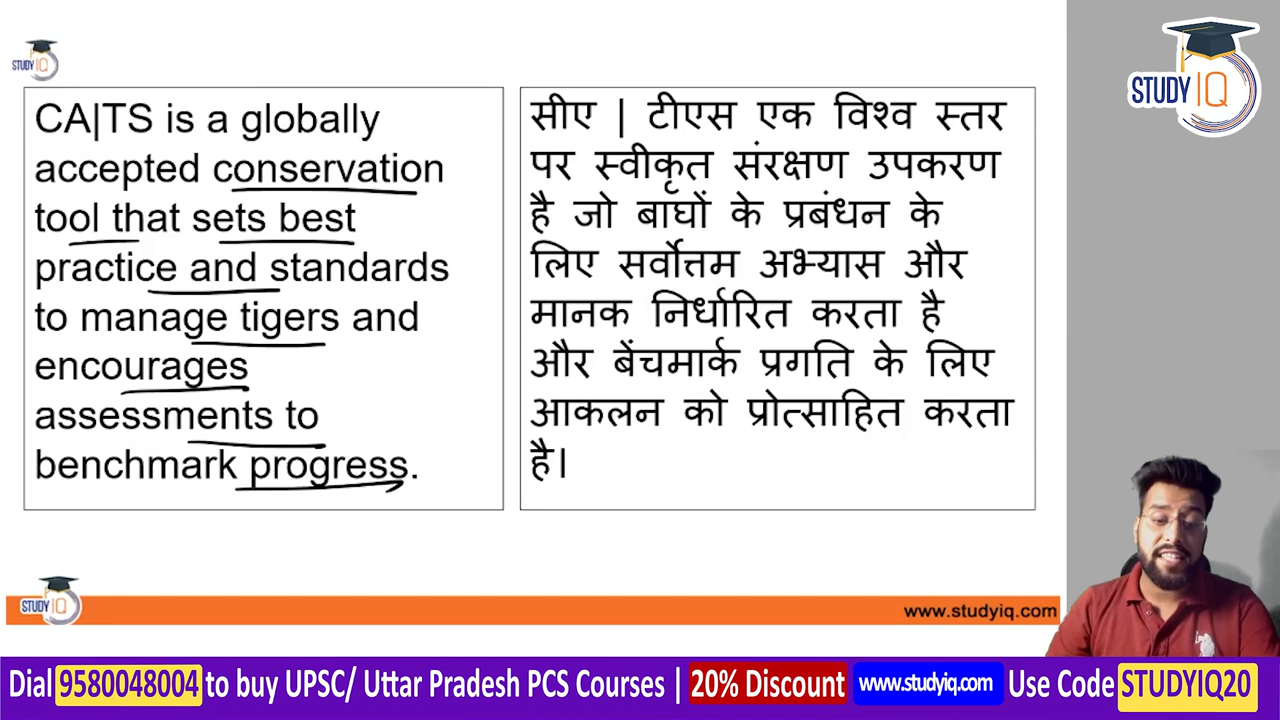 STUDY IQ
STUDY IQ
CA|TS is a globally
accepted conservation
tool that sets best
practice and standards
to manage tigers and
encourages
assessments to
benchmark progress.
सीए | टीएस एक विश्व स्तर
पर स्वीकृत संरक्षण उपकरण
है जो बाघों के प्रबंधन के
लिए सर्वोत्तम अभ्यास और
मानक निर्धारित करता है
और बेंचमार्क प्रगति के लिए
आकलन को प्रोत्साहित करता
है।
STUDY IQ
www.studyiq.com
Dial 9580048004 to buy UPSC/ Uttar Pradesh PCS Courses | 20% Discount www.studyiq.com Use Code STUDYIQ20